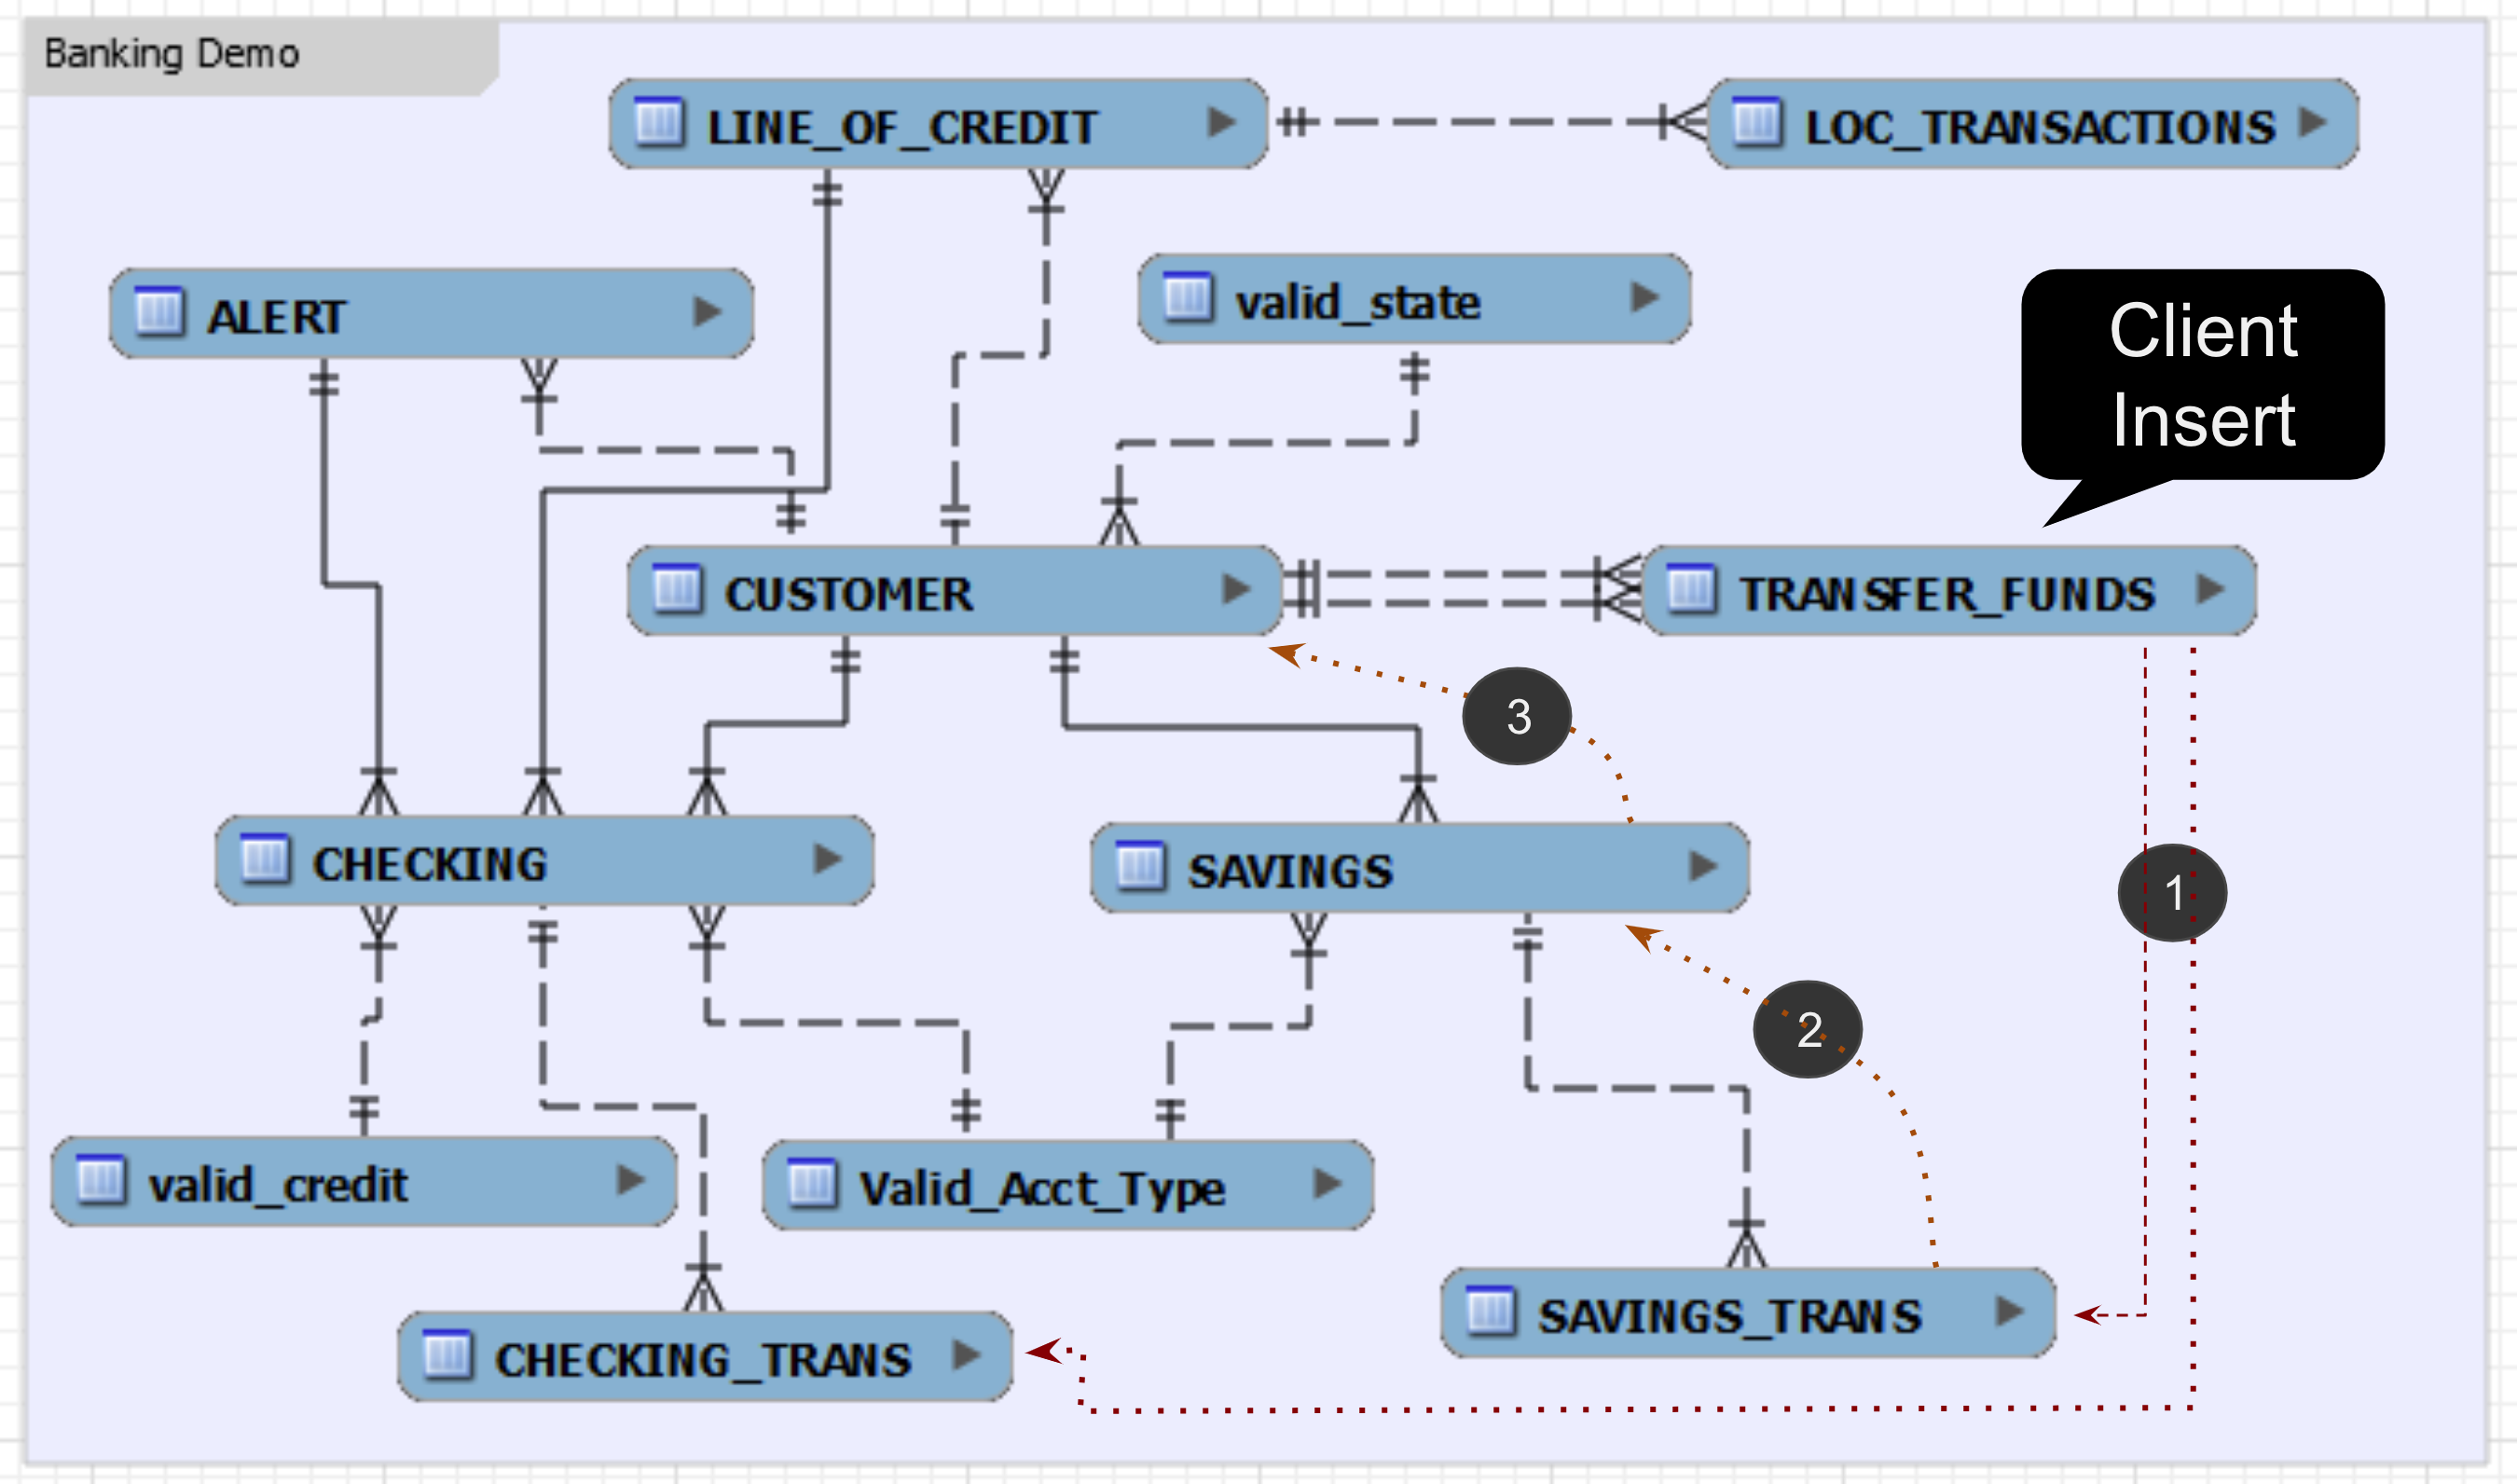 Banking Demo
LINE_OF_CREDIT
LOC_TRANSACTIONS
ALERT
valid_state
Client
Insert
CUSTOMER
TRANSFER_FUNDS
3
CHECKING
SAVINGS
1
2
valid_credit
Valid_Acct_Type
SAVINGS_TRANS
CHECKING_TRANS